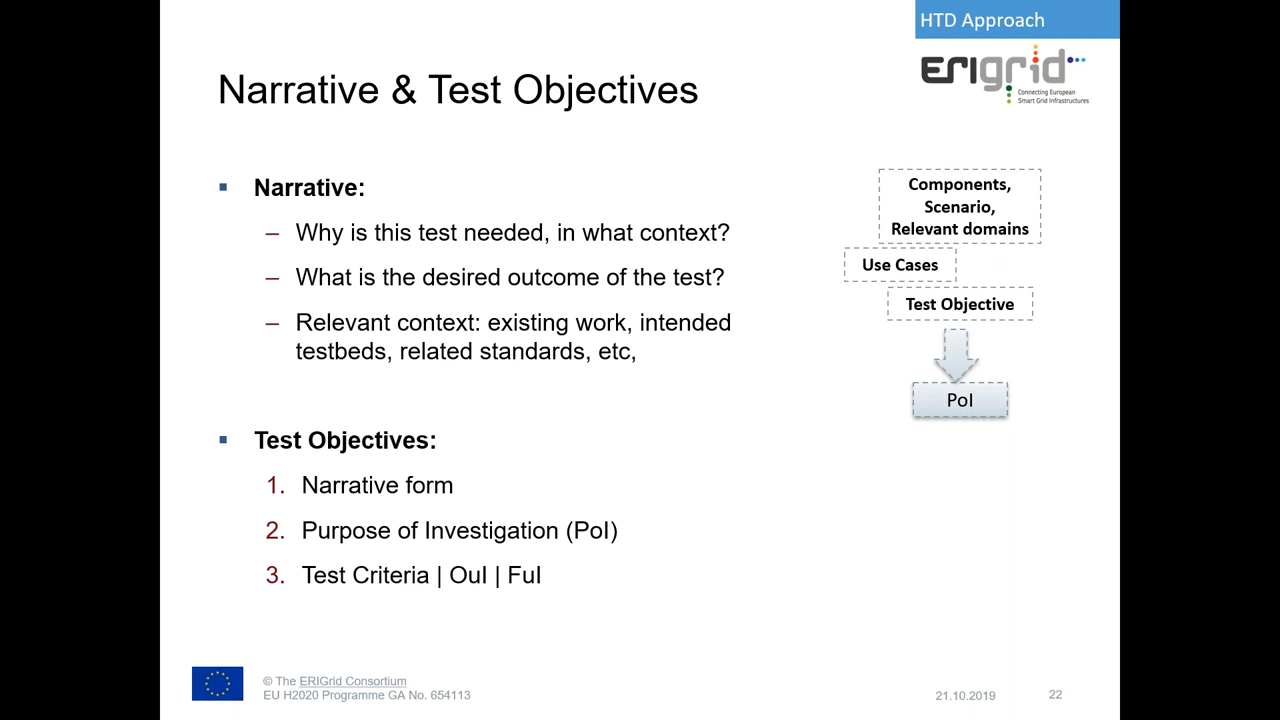 HTD Approach
ERIgrid
Connecting European
Smart Grid Infrastructures
Narrative & Test Objectives
▪ Narrative:
– Why is this test needed, in what context?
– What is the desired outcome of the test?
– Relevant context: existing work, intended
testbeds, related standards, etc,
Components,
Scenario,
Relevant domains
Use Cases
Test Objective
PoI
▪ Test Objectives:
1. Narrative form
2. Purpose of Investigation (PoI)
3. Test Criteria | OuI | FuI
© The ERIGrid Consortium
EU H2020 Programme GA No. 654113
21.10.2019
22